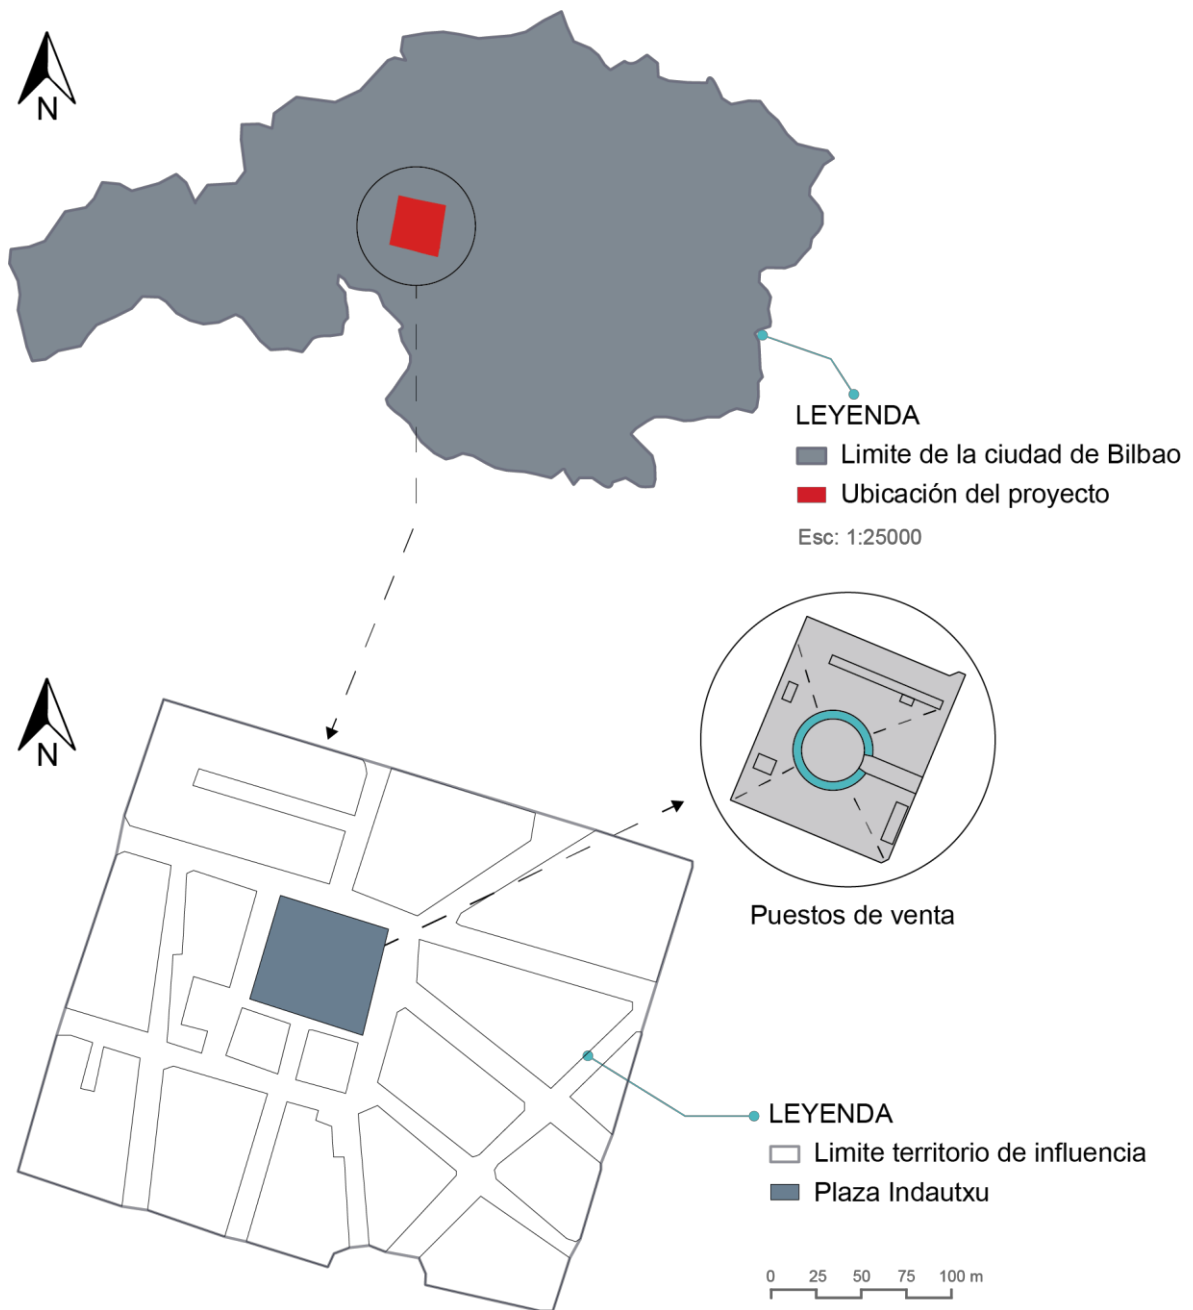 N
LEYENDA
Limite de la ciudad de Bilbao
Ubicación del proyecto
Esc: 1:25000
N
Puestos de venta
LEYENDA
Limite territorio de influencia
Plaza Indautxu
0 25 50 75 100 m